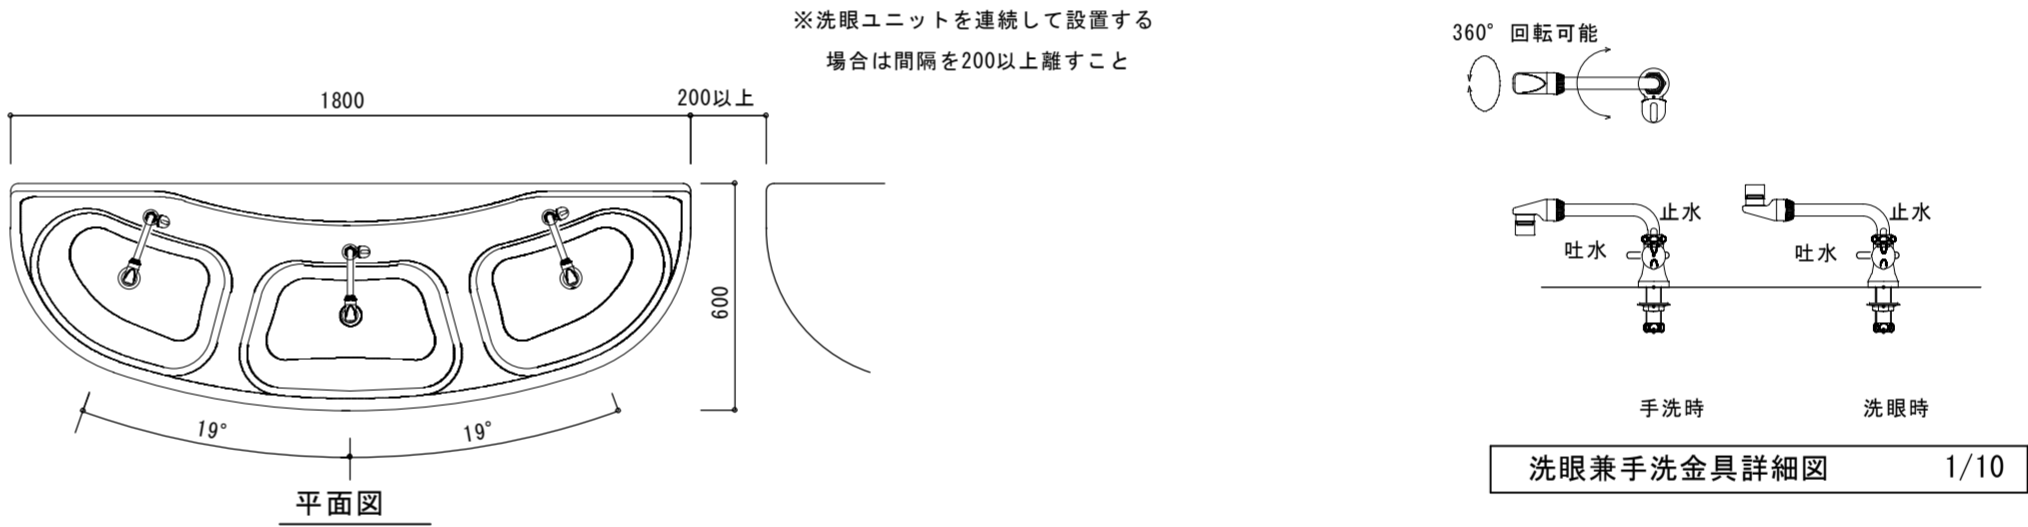 ※洗眼ユニットを連続して設置する
場合は間隔を200以上離すこと
1800
200以上
600
19°
19°
平面図
360° 回転可能
止水
吐水
止水
吐水
手洗時
洗眼時
洗眼兼手洗金具詳細図 1/10